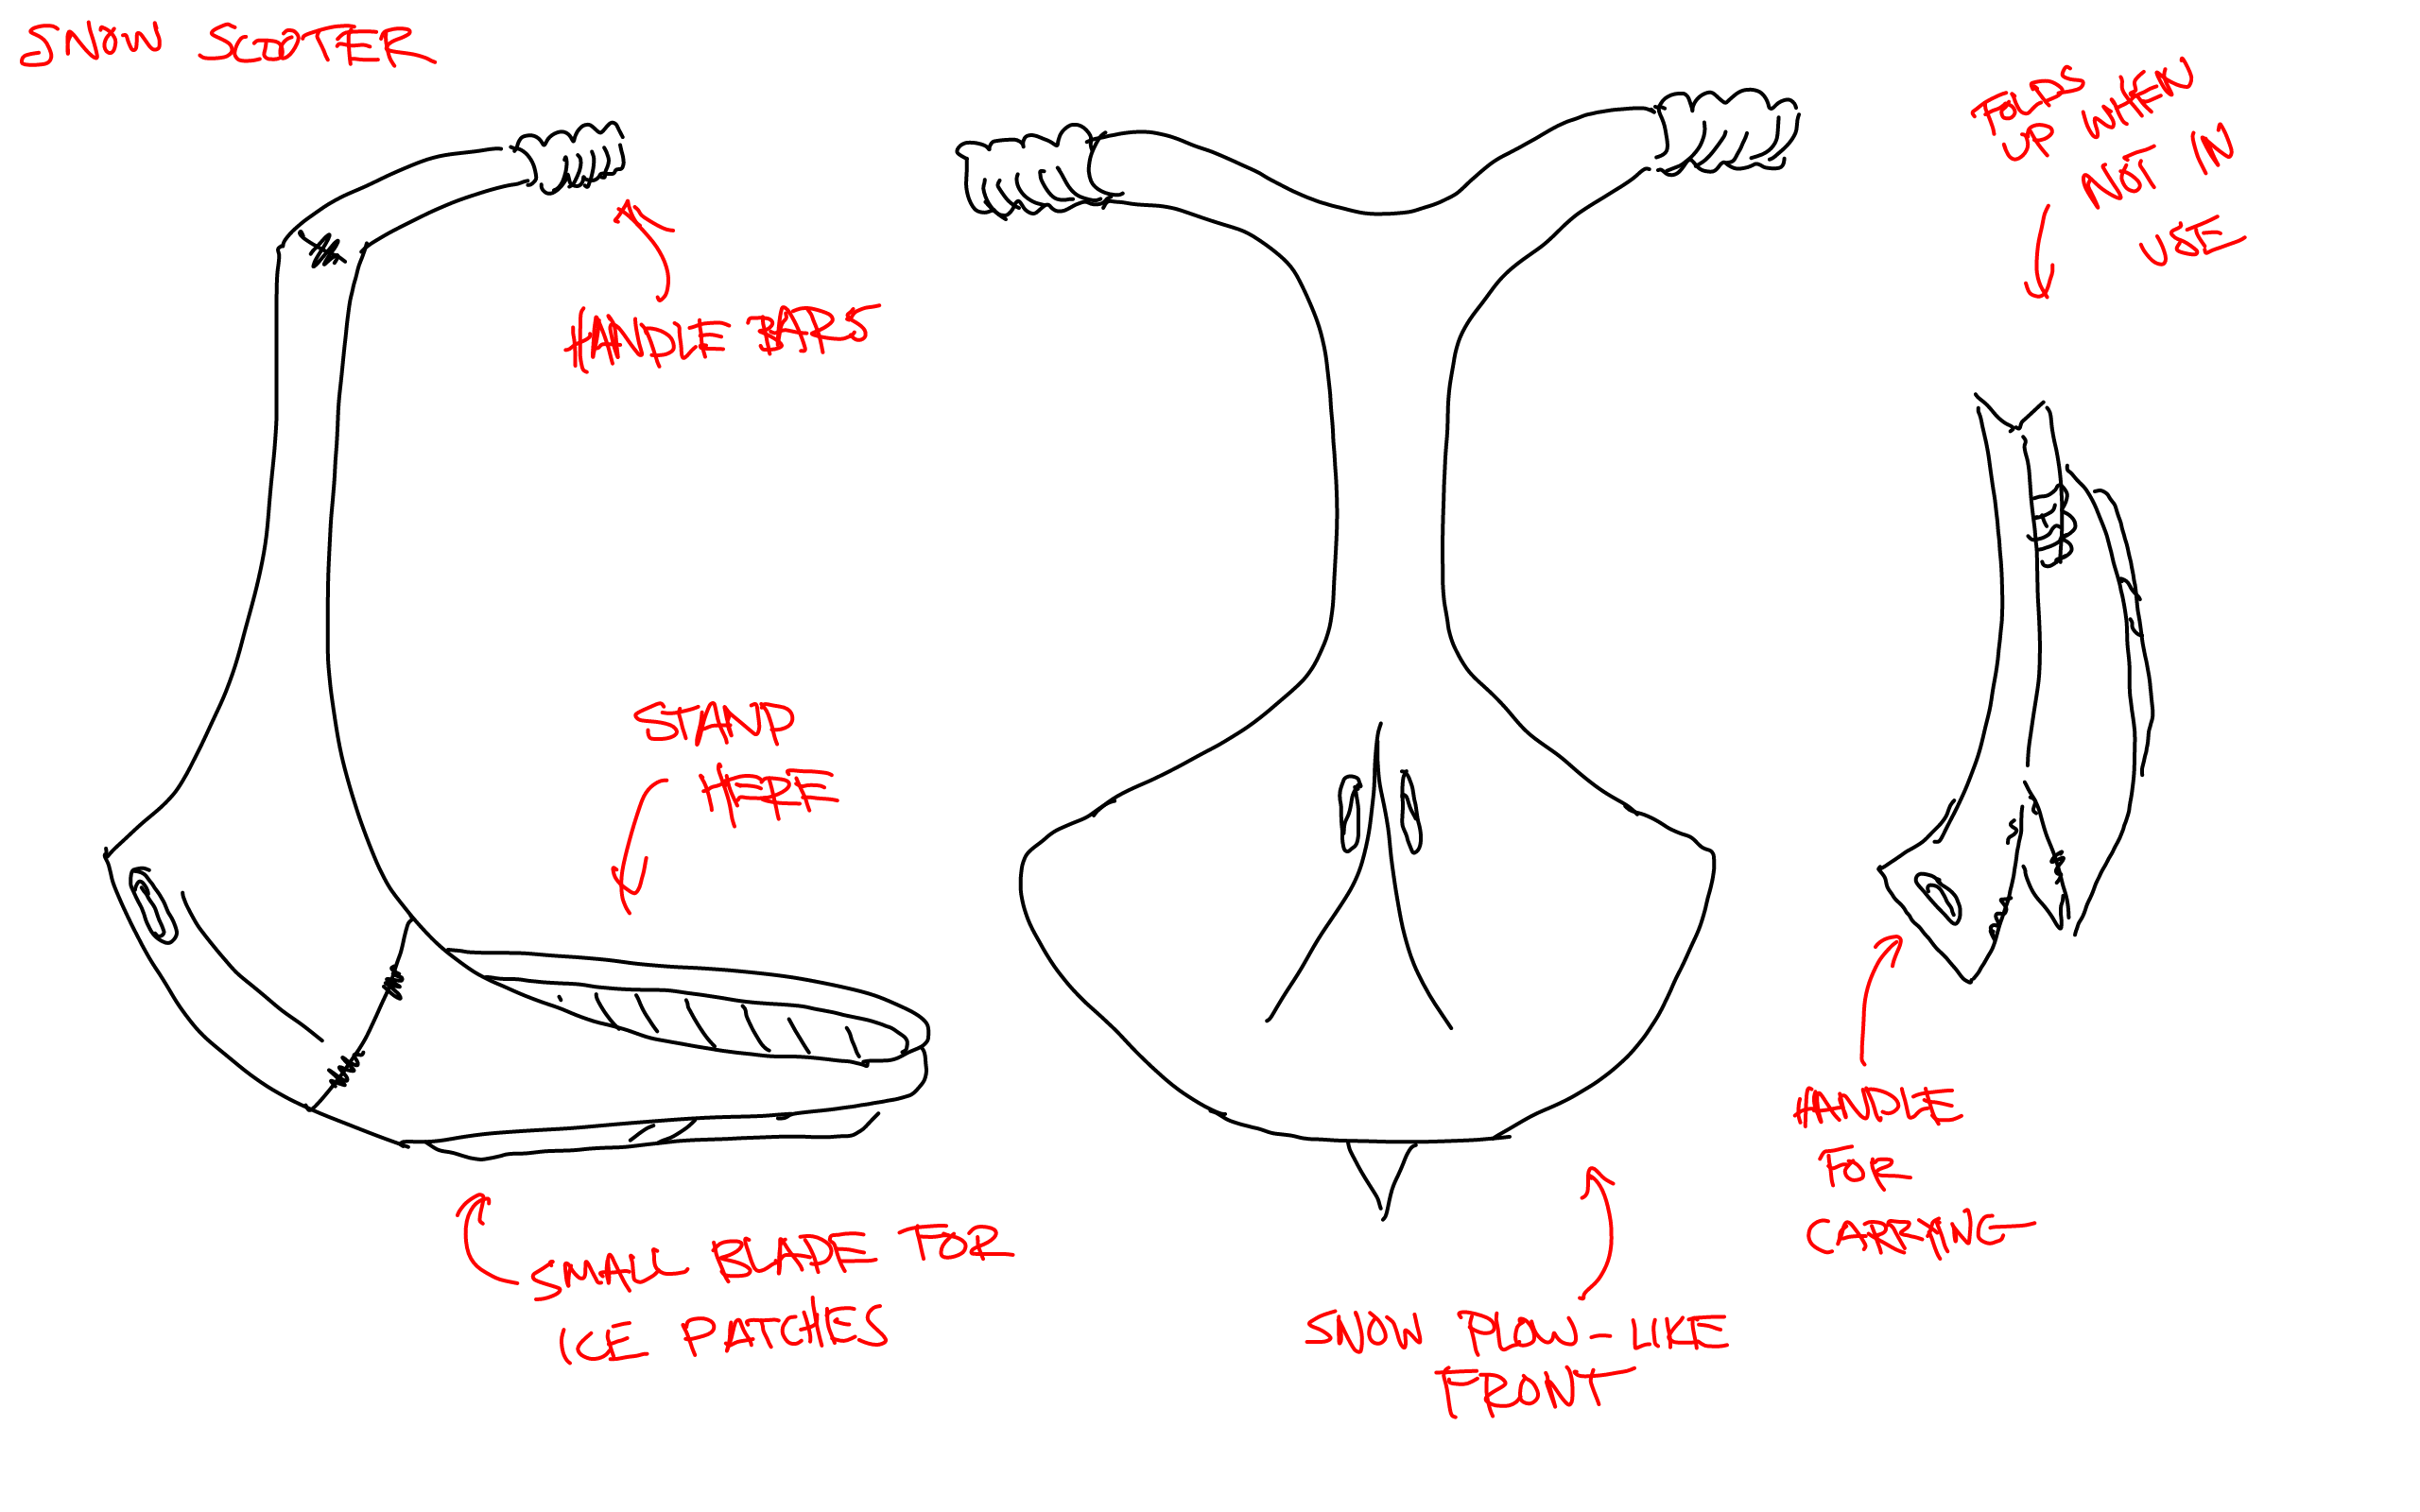 SNOW SCOTER
FOLDS
UP WHEN
NOT IN
USE
HANDLE BARS
STAND
HERE
HANDLE
FOR
CARRYING
SMALL BLADE FOR
ICE PATCHES
SNOW PLOW-LIKE
FRONT